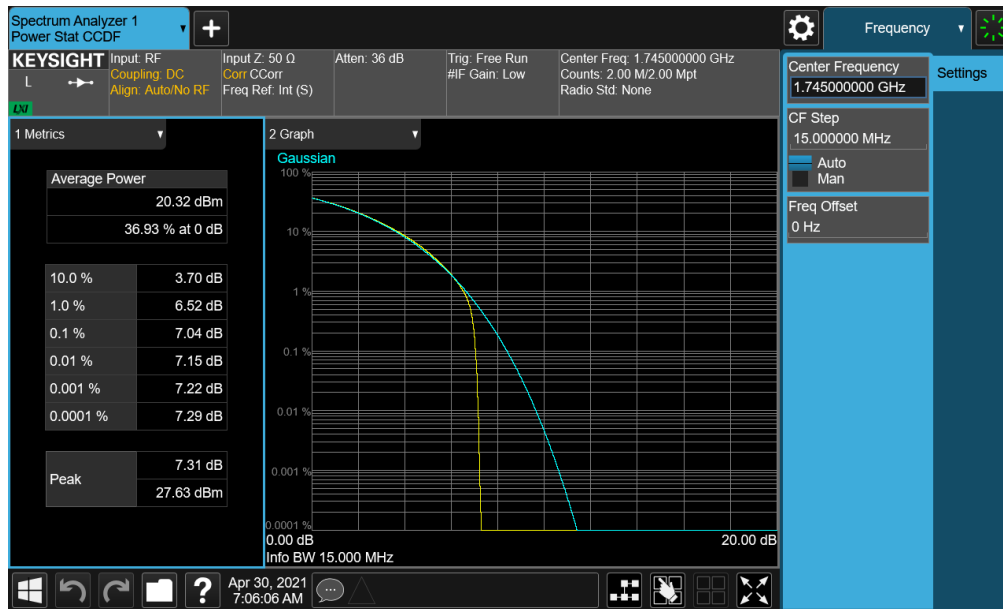 Spectrum Analyzer 1
Power Stat CCDF
+
Frequency
KEYSIGHT
L
LXI
Input: RF
Coupling: DC
Align: Auto/No RF
Input Z: 50 Ω
Corr CCorr
Freq Ref: Int (S)
Atten: 36 dB
Trig: Free Run
#IF Gain: Low
Center Freq: 1.745000000 GHz
Counts: 2.00 M/2.00 Mpt
Radio Std: None
Center Frequency
1.745000000 GHz
Settings
CF Step
15.000000 MHz
Auto
Man
Freq Offset
0 Hz
1 Metrics
Average Power
20.32 dBm
36.93 % at 0 dB
10.0 % 3.70 dB
1.0 % 6.52 dB
0.1 % 7.04 dB
0.01 % 7.15 dB
0.001 % 7.22 dB
0.0001 % 7.29 dB
Peak
7.31 dB
27.63 dBm
2 Graph
Gaussian
100 %
10 %
1 %
0.1 %
0.01 %
0.001 %
0.0001 %
0.00 dB
20.00 dB
Info BW 15.000 MHz
?
Apr 30, 2021
7:06:06 AM